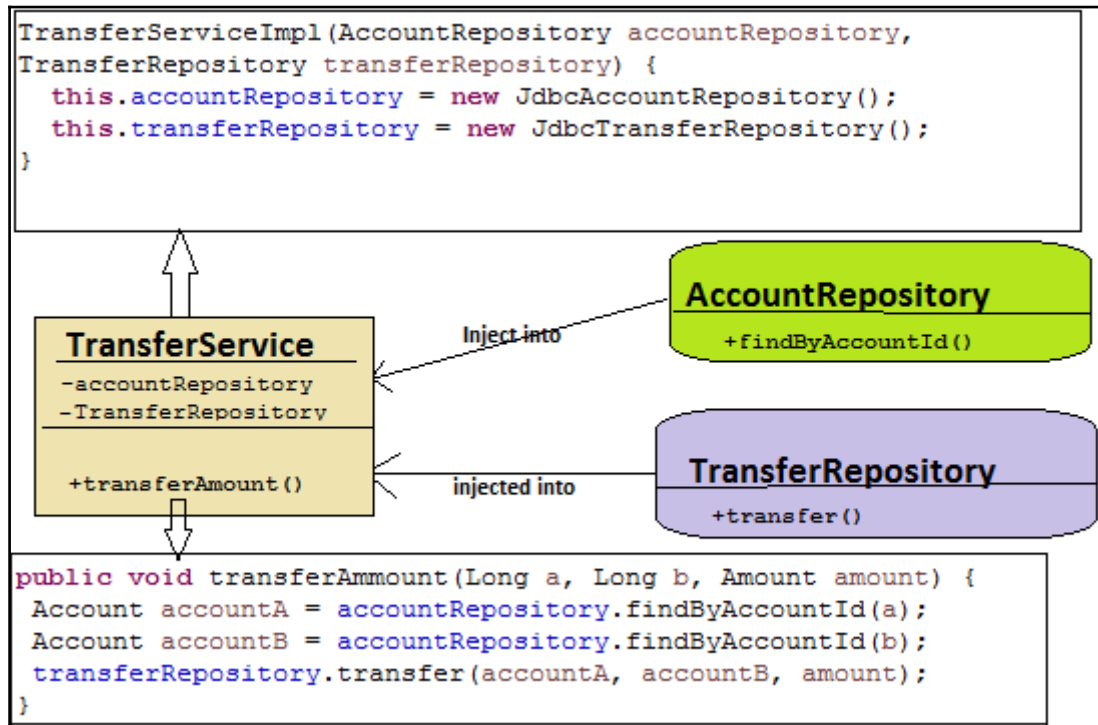 TransferServiceImpl(AccountRepository accountRepository,
TransferRepository transferRepository) {
this.accountRepository = new JdbcAccountRepository();
this.transferRepository = new JdbcTransferRepository();
}
AccountRepository
+findByAccountId()
Inject into
TransferService
-accountRepository
-TransferRepository
+transferAmount()
injected into
TransferRepository
+transfer()
public void transferAmmount(Long a, Long b, Amount amount) {
Account accountA = accountRepository.findByAccountId(a);
Account accountB = accountRepository.findByAccountId(b);
transferRepository.transfer(accountA, accountB, amount);
}